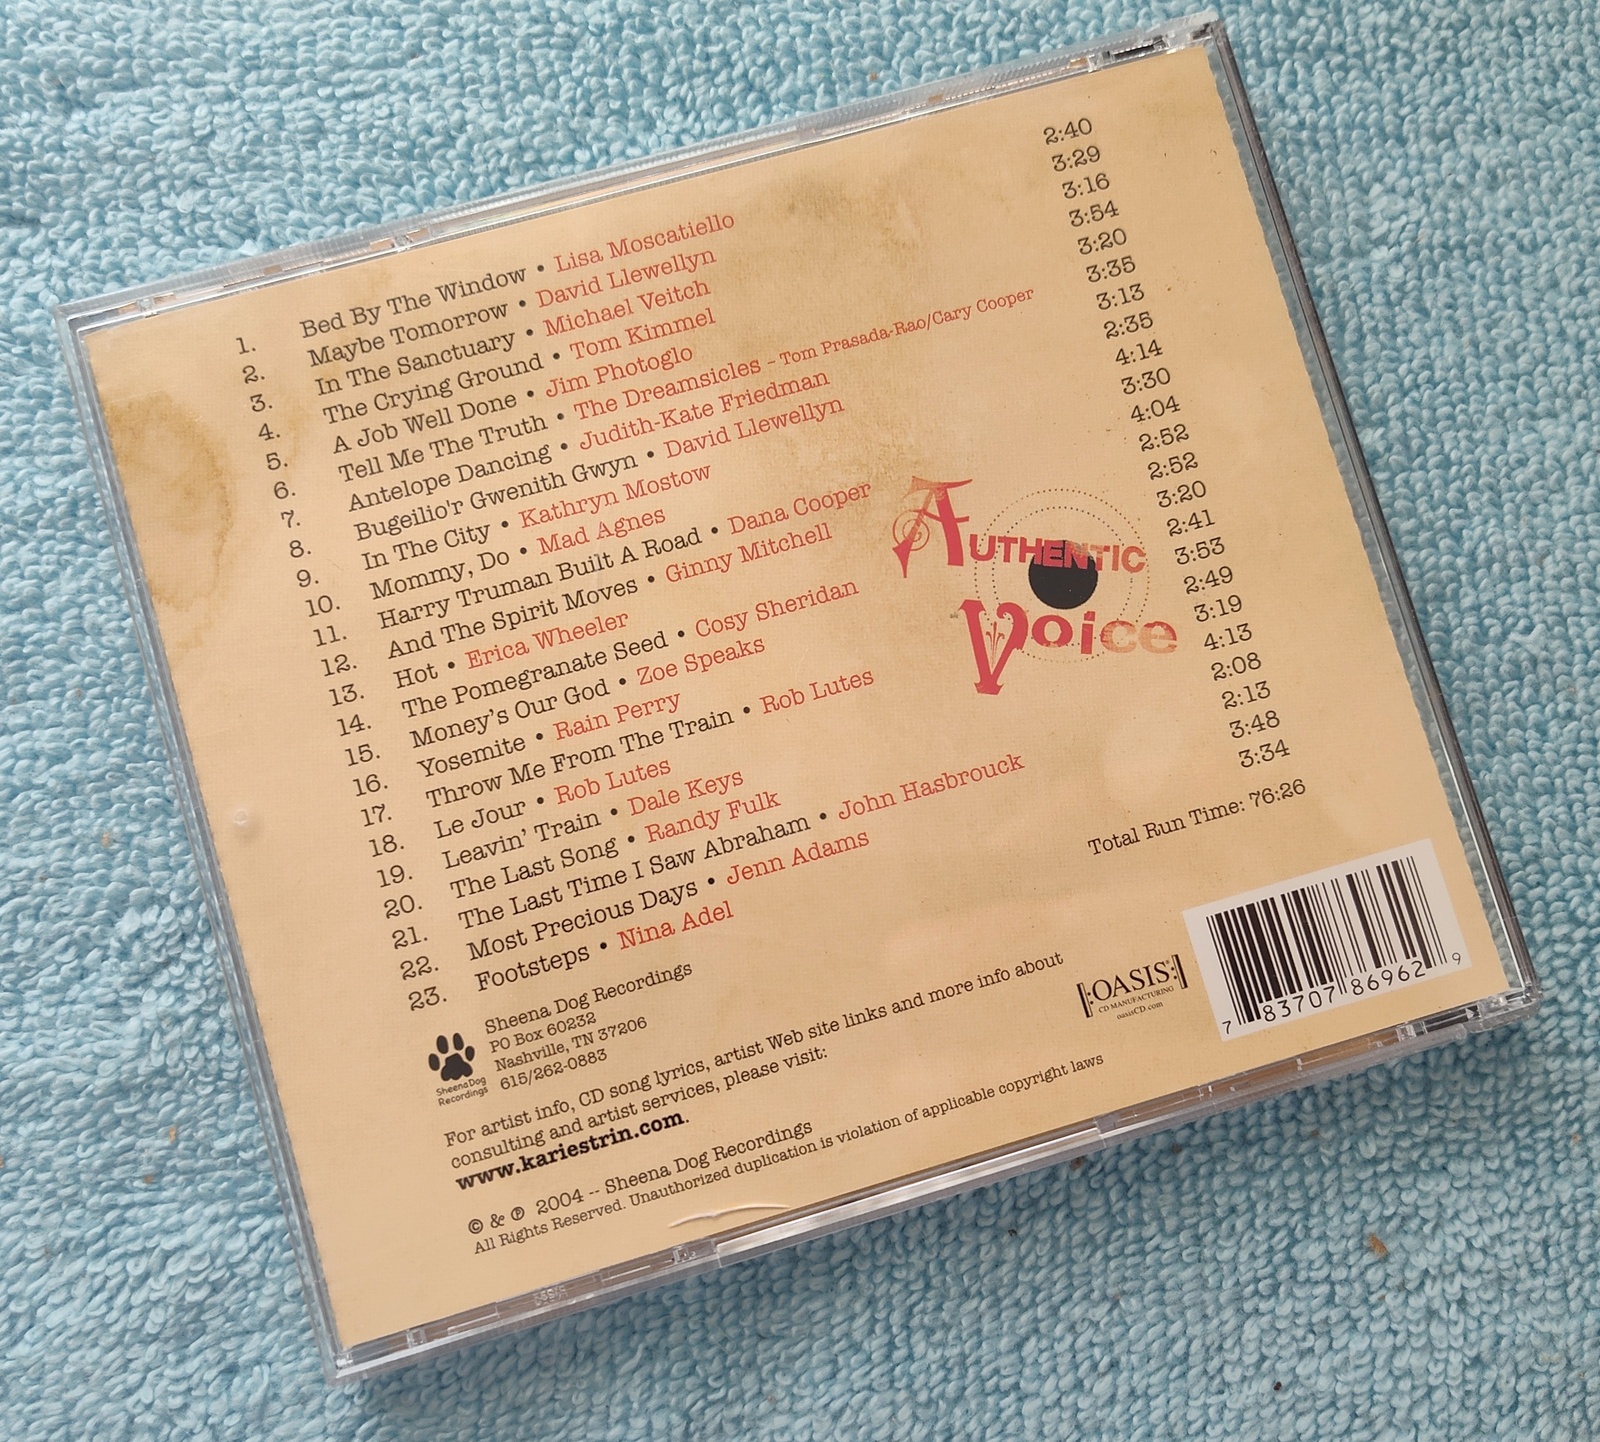 1. Bed By The Window • Lisa Moscatiello 2:40
2. Maybe Tomorrow • David Llewellyn 3:29
3. In The Sanctuary • Michael Veitch 3:16
4. The Crying Ground • Tom Kimmel 3:54
5. A Job Well Done • Jim Photoglo 3:20
6. Tell Me The Truth • The Dreamsicles - Tom Prasada-Rao/Cary Cooper 3:35
7. Antelope Dancing • Judith-Kate Friedman 3:13
8. Bugeilio'r Gwenith Gwyn • David Llewellyn 2:35
9. In The City • Kathryn Mostow 4:14
10. Mommy, Do • Mad Agnes 3:30
11. Harry Truman Built A Road • Dana Cooper 4:04
12. And The Spirit Moves • Ginny Mitchell 2:52
13. Hot • Erica Wheeler 2:52
14. The Pomegranate Seed • Cosy Sheridan 3:20
15. Money's Our God • Zoe Speaks 2:41
16. Yosemite • Rain Perry 3:53
17. Throw Me From The Train • Rob Lutes 2:49
18. Le Jour • Rob Lutes 3:19
19. Leavin' Train • Dale Keys 4:13
20. The Last Song • Randy Fulk 2:08
21. The Last Time I Saw Abraham • John Hasbrouck 2:13
22. Most Precious Days • Jenn Adams 3:48
23. Footsteps • Nina Adel 3:34
Total Run Time: 76:26
AUTHENTIC
VOICE
SheenaDog
Recordings
Sheena Dog Recordings
PO Box 60232
Nashville, TN 37206
615/262-0883
For artist info, CD song lyrics, artist Web site links and more info about
consulting and artist services, please visit:
www.kariestrin.com.
© & ℗ 2004 -- Sheena Dog Recordings
All Rights Reserved. Unauthorized duplication is violation of applicable copyright laws
OASIS®
CD MANUFACTURING
oasisCD.com
7 83707 86962 9